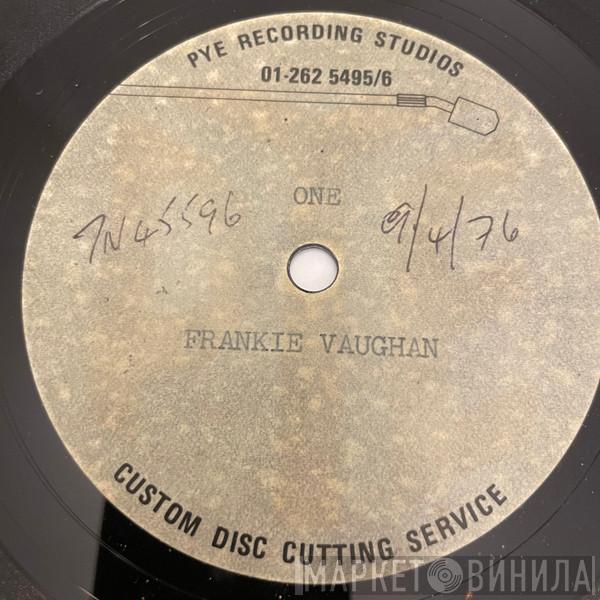 PYE RECORDING STUDIOS
01-262 5495/6
ONE
7N45596
9/4/76
FRANKIE VAUGHAN
CUSTOM DISC CUTTING SERVICE
МАРКЕТ ВИНИЛА